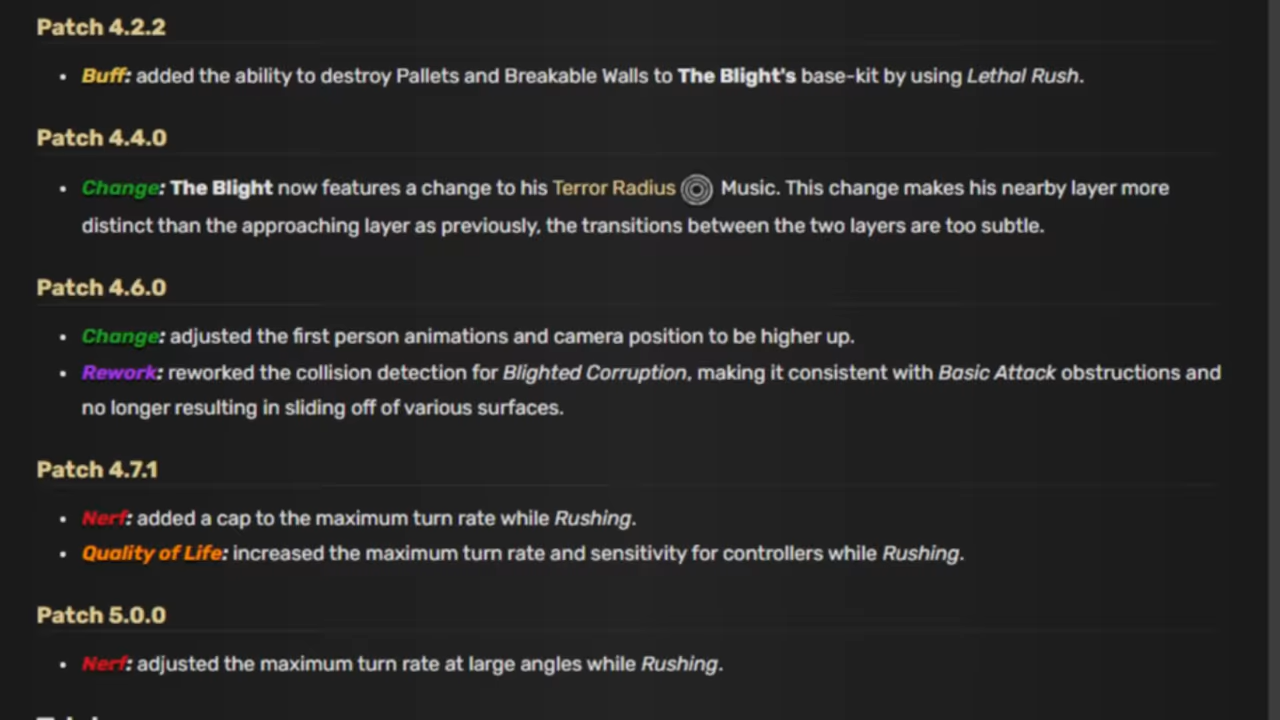 Patch 4.2.2
• Buff: added the ability to destroy Pallets and Breakable Walls to The Blight's base-kit by using Lethal Rush.
Patch 4.4.0
• Change: The Blight now features a change to his Terror Radius Music. This change makes his nearby layer more
distinct than the approaching layer as previously, the transitions between the two layers are too subtle.
Patch 4.6.0
• Change: adjusted the first person animations and camera position to be higher up.
• Rework: reworked the collision detection for Blighted Corruption, making it consistent with Basic Attack obstructions and
no longer resulting in sliding off of various surfaces.
Patch 4.7.1
• Nerf: added a cap to the maximum turn rate while Rushing.
• Quality of Life: increased the maximum turn rate and sensitivity for controllers while Rushing.
Patch 5.0.0
• Nerf: adjusted the maximum turn rate at large angles while Rushing.